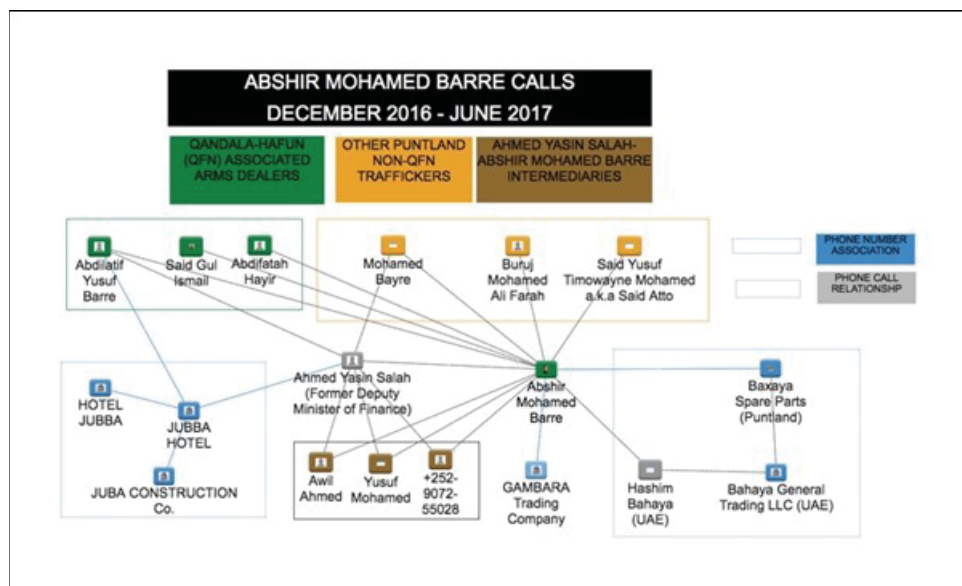 ABSHIR MOHAMED BARRE CALLS
DECEMBER 2016 - JUNE 2017
QANDALA-HAFUN
(QFN) ASSOCIATED
ARMS DEALERS
OTHER PUNTLAND
NON-QFN
TRAFFICKERS
AHMED YASIN SALAH-
ABSHIR MOHAMED BARRE
INTERMEDIARIES
PHONE NUMBER
ASSOCIATION
PHONE CALL
RELATIONSHP
Abdilatif
Yusuf
Barre
Said Gul
Ismail
Abdifatah
Hayir
Mohamed
Bayre
Buruj
Mohamed
Ali Farah
Said Yusuf
Timowayne Mohamed
a.k.a Said Atto
Ahmed Yasin Salah
(Former Deputy
Minister of Finance)
Abshir
Mohamed
Barre
Baxaya
Spare Parts
(Puntland)
HOTEL
JUBBA
JUBBA
HOTEL
JUBA CONSTRUCTION
Co.
Awil
Ahmed
Yusuf
Mohamed
+252-
9072-
55028
GAMBARA
Trading
Company
Hashim
Bahaya
(UAE)
Bahaya General
Trading LLC (UAE)